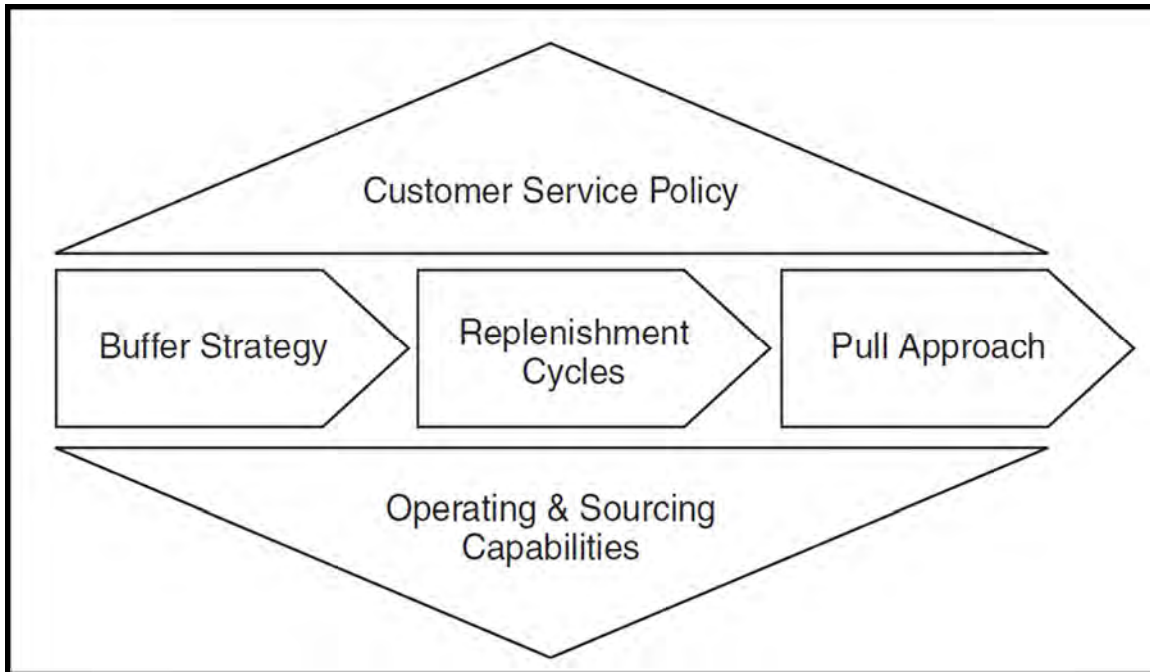 Customer Service Policy
Buffer Strategy
Replenishment
Cycles
Pull Approach
Operating & Sourcing
Capabilities